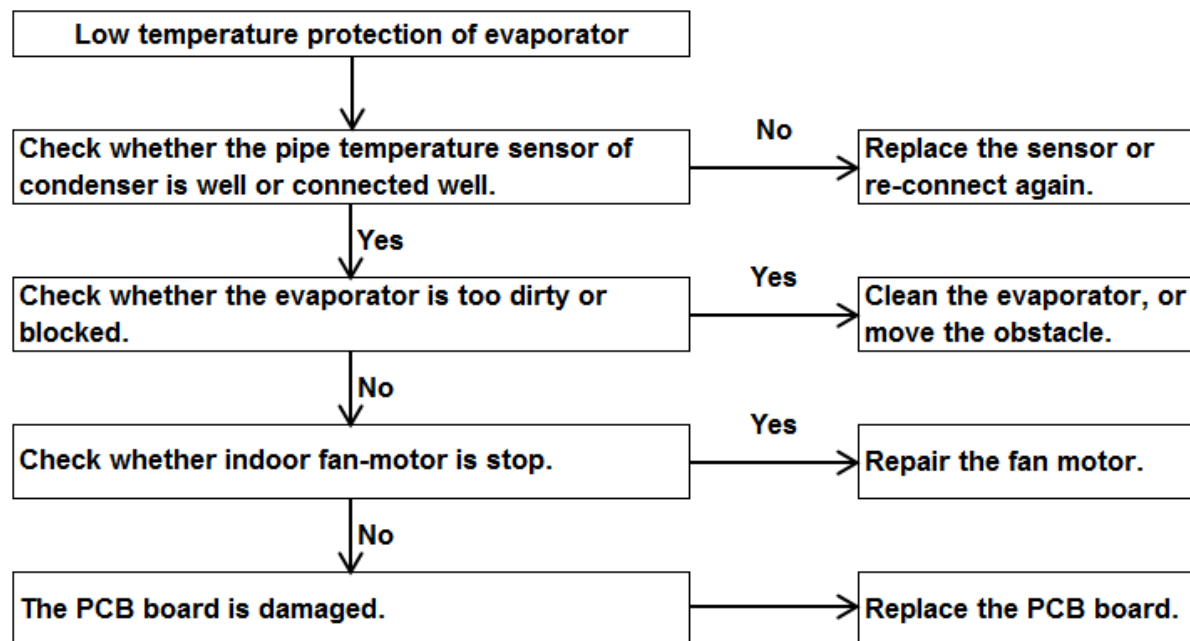 Low temperature protection of evaporator
Check whether the pipe temperature sensor of
condenser is well or connected well.
No
Replace the sensor or
re-connect again.
Yes
Check whether the evaporator is too dirty or
blocked.
Yes
Clean the evaporator, or
move the obstacle.
No
Check whether indoor fan-motor is stop.
Yes
Repair the fan motor.
No
The PCB board is damaged.
Replace the PCB board.